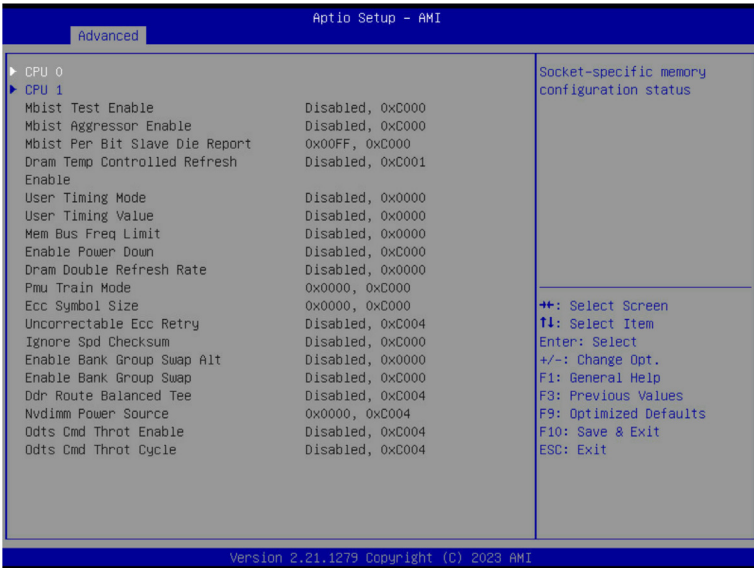 Aptio Setup – AMI
Advanced
▶ CPU 0
▶ CPU 1
Mbist Test Enable Disabled, 0xC000
Mbist Aggressor Enable Disabled, 0xC000
Mbist Per Bit Slave Die Report 0x00FF, 0xC000
Dram Temp Controlled Refresh Disabled, 0xC001
Enable
User Timing Mode Disabled, 0x0000
User Timing Value Disabled, 0x0000
Mem Bus Freq Limit Disabled, 0x0000
Enable Power Down Disabled, 0xC000
Dram Double Refresh Rate Disabled, 0x0000
Pmu Train Mode 0x0000, 0xC000
Ecc Symbol Size 0x0000, 0xC000
Uncorrectable Ecc Retry Disabled, 0xC004
Ignore Spd Checksum Disabled, 0xC000
Enable Bank Group Swap Alt Disabled, 0x0000
Enable Bank Group Swap Disabled, 0xC000
Ddr Route Balanced Tee Disabled, 0xC004
Nvdimm Power Source 0x0000, 0xC004
Odts Cmd Throt Enable Disabled, 0xC004
Odts Cmd Throt Cycle Disabled, 0xC004
Socket-specific memory
configuration status
→←: Select Screen
↑↓: Select Item
Enter: Select
+/-: Change Opt.
F1: General Help
F3: Previous Values
F9: Optimized Defaults
F10: Save & Exit
ESC: Exit
Version 2.21.1279 Copyright (C) 2023 AMI